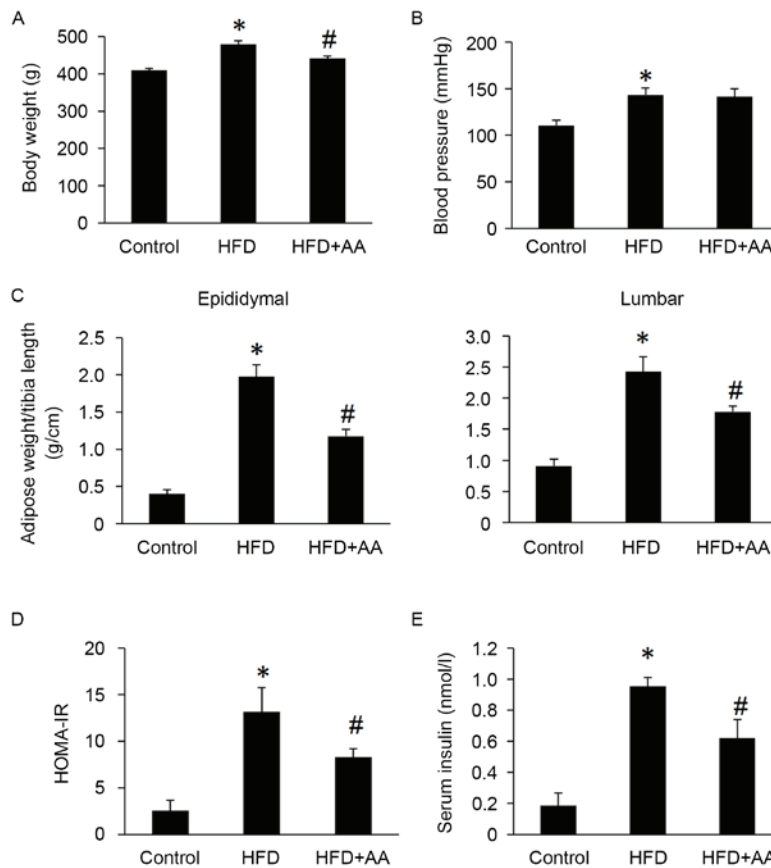 A
Body weight (g)
500
400
300
200
100
0
*
#
Control HFD HFD+AA
B
Blood pressure (mmHg)
200
150
100
50
0
*
Control HFD HFD+AA
C
Epididymal
Adipose weight/tibia length
(g/cm)
2.5
2.0
1.5
1.0
0.5
0
*
#
Control HFD HFD+AA
Lumbar
3.0
2.5
2.0
1.5
1.0
0.5
0
*
#
Control HFD HFD+AA
D
HOMA-IR
20
15
10
5
0
*
#
Control HFD HFD+AA
E
Serum insulin (nmol/l)
1.2
1.0
0.8
0.6
0.4
0.2
0
*
#
Control HFD HFD+AA